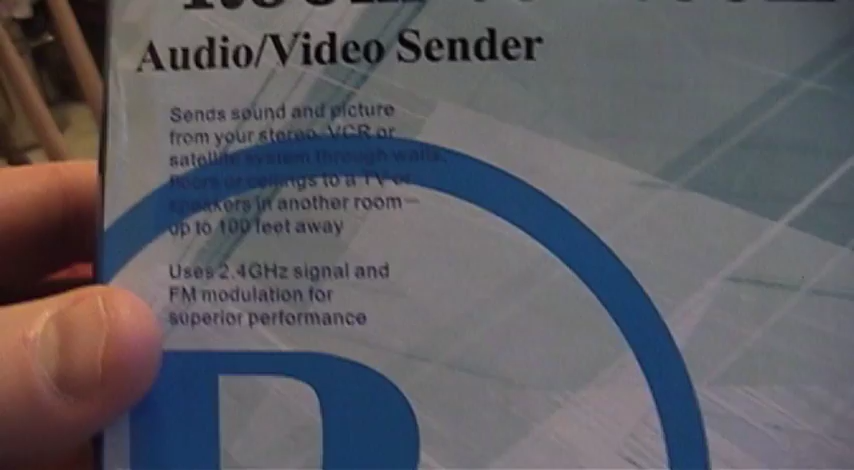 Audio/Video Sender
Sends sound and picture
from your stereo, VCR or
satellite system through walls,
floors or ceilings to a TV or
speakers in another room—
up to 100 feet away
Uses 2.4GHz signal and
FM modulation for
superior performance
R